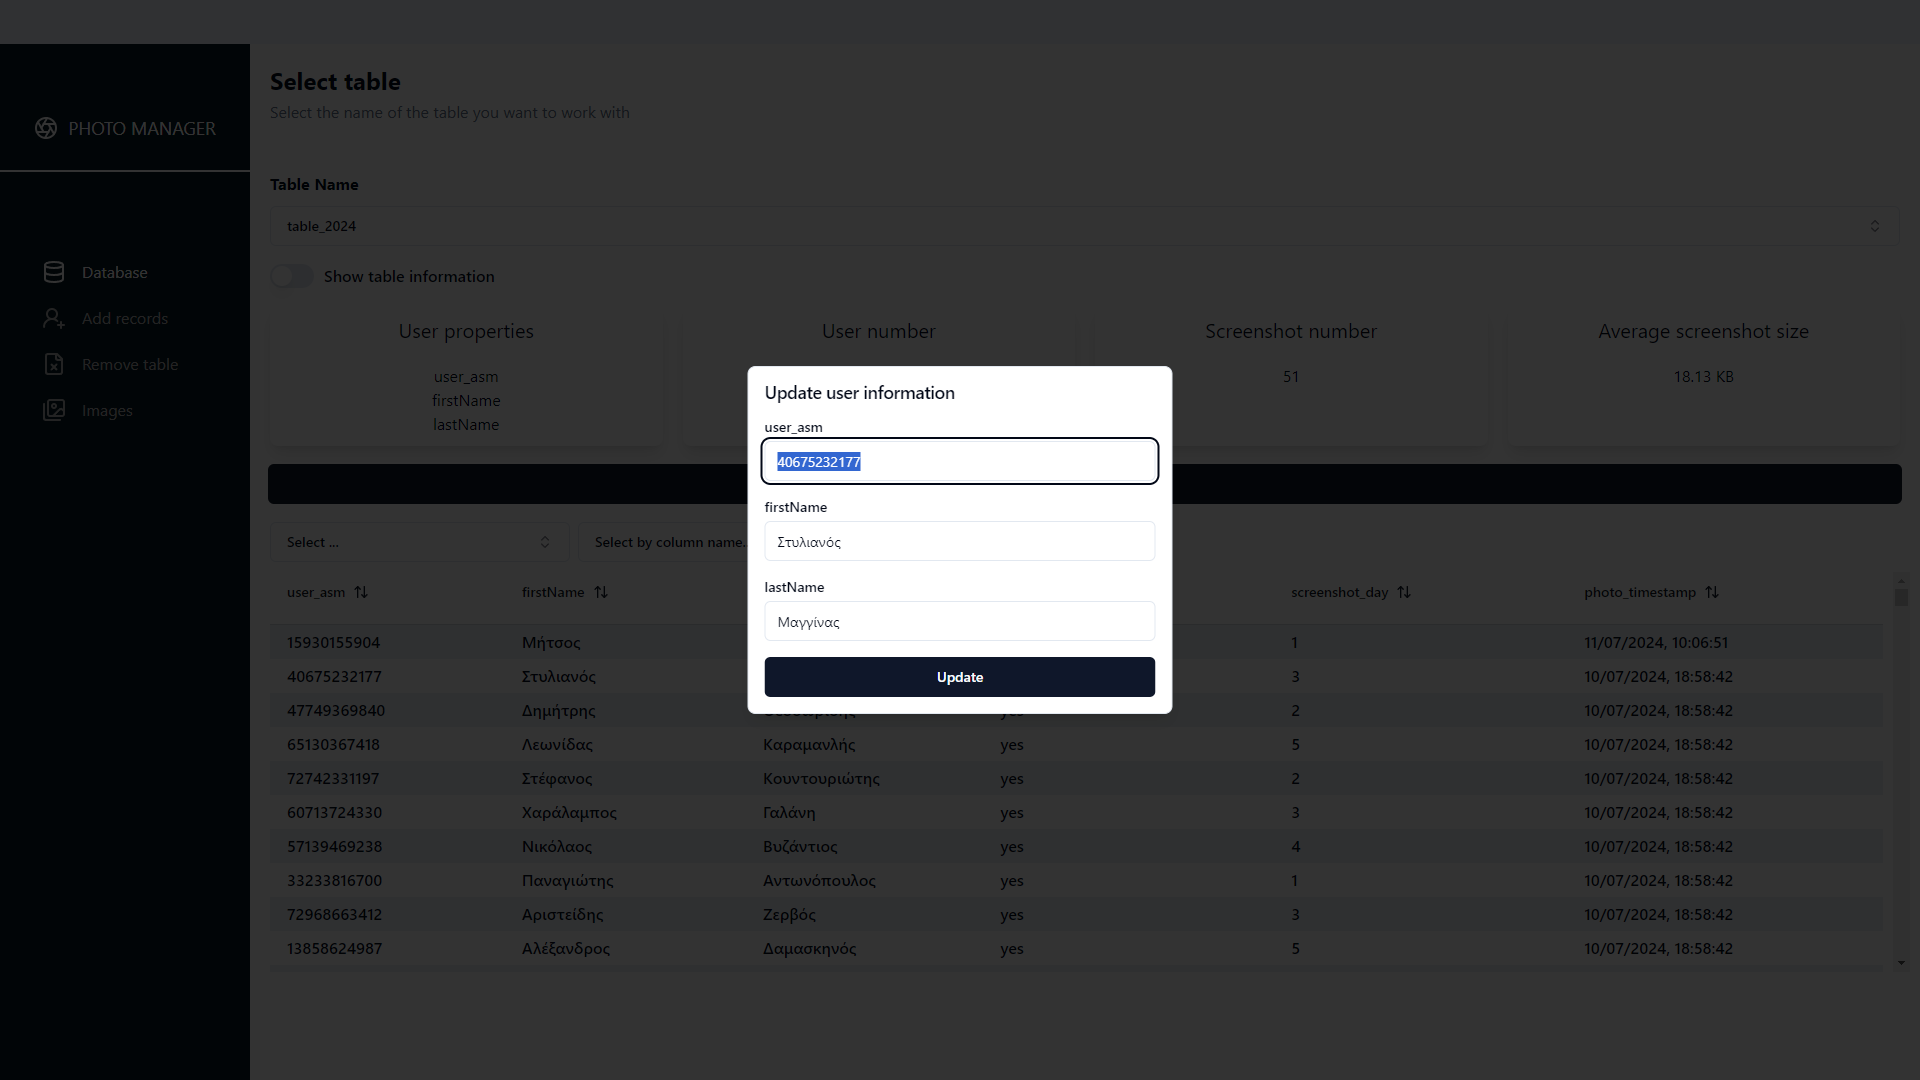 Select table
Select the name of the table you want to work with
PHOTO MANAGER
Table Name
table_2024
Database
Show table information
Add records
Remove table
Images
User properties
user_asm
firstName
lastName
User number
Screenshot number
51
Average screenshot size
18.13 KB
Update user information
user_asm
40675232177
firstName
Στυλιανός
lastName
Μαγγίνας
Update
Select ...
Select by column name..
user_asm firstName screenshot_day photo_timestamp
15930155904 Μήτσος 1 11/07/2024, 10:06:51
40675232177 Στυλιανός 3 10/07/2024, 18:58:42
47749369840 Δημήτρης yes 2 10/07/2024, 18:58:42
65130367418 Λεωνίδας Καραμανλής yes 5 10/07/2024, 18:58:42
72742331197 Στέφανος Κουντουριώτης yes 2 10/07/2024, 18:58:42
60713724330 Χαράλαμπος Γαλάνη yes 3 10/07/2024, 18:58:42
57139469238 Νικόλαος Βυζάντιος yes 4 10/07/2024, 18:58:42
33233816700 Παναγιώτης Αντωνόπουλος yes 1 10/07/2024, 18:58:42
72968663412 Αριστείδης Ζερβός yes 3 10/07/2024, 18:58:42
13858624987 Αλέξανδρος Δαμασκηνός yes 5 10/07/2024, 18:58:42